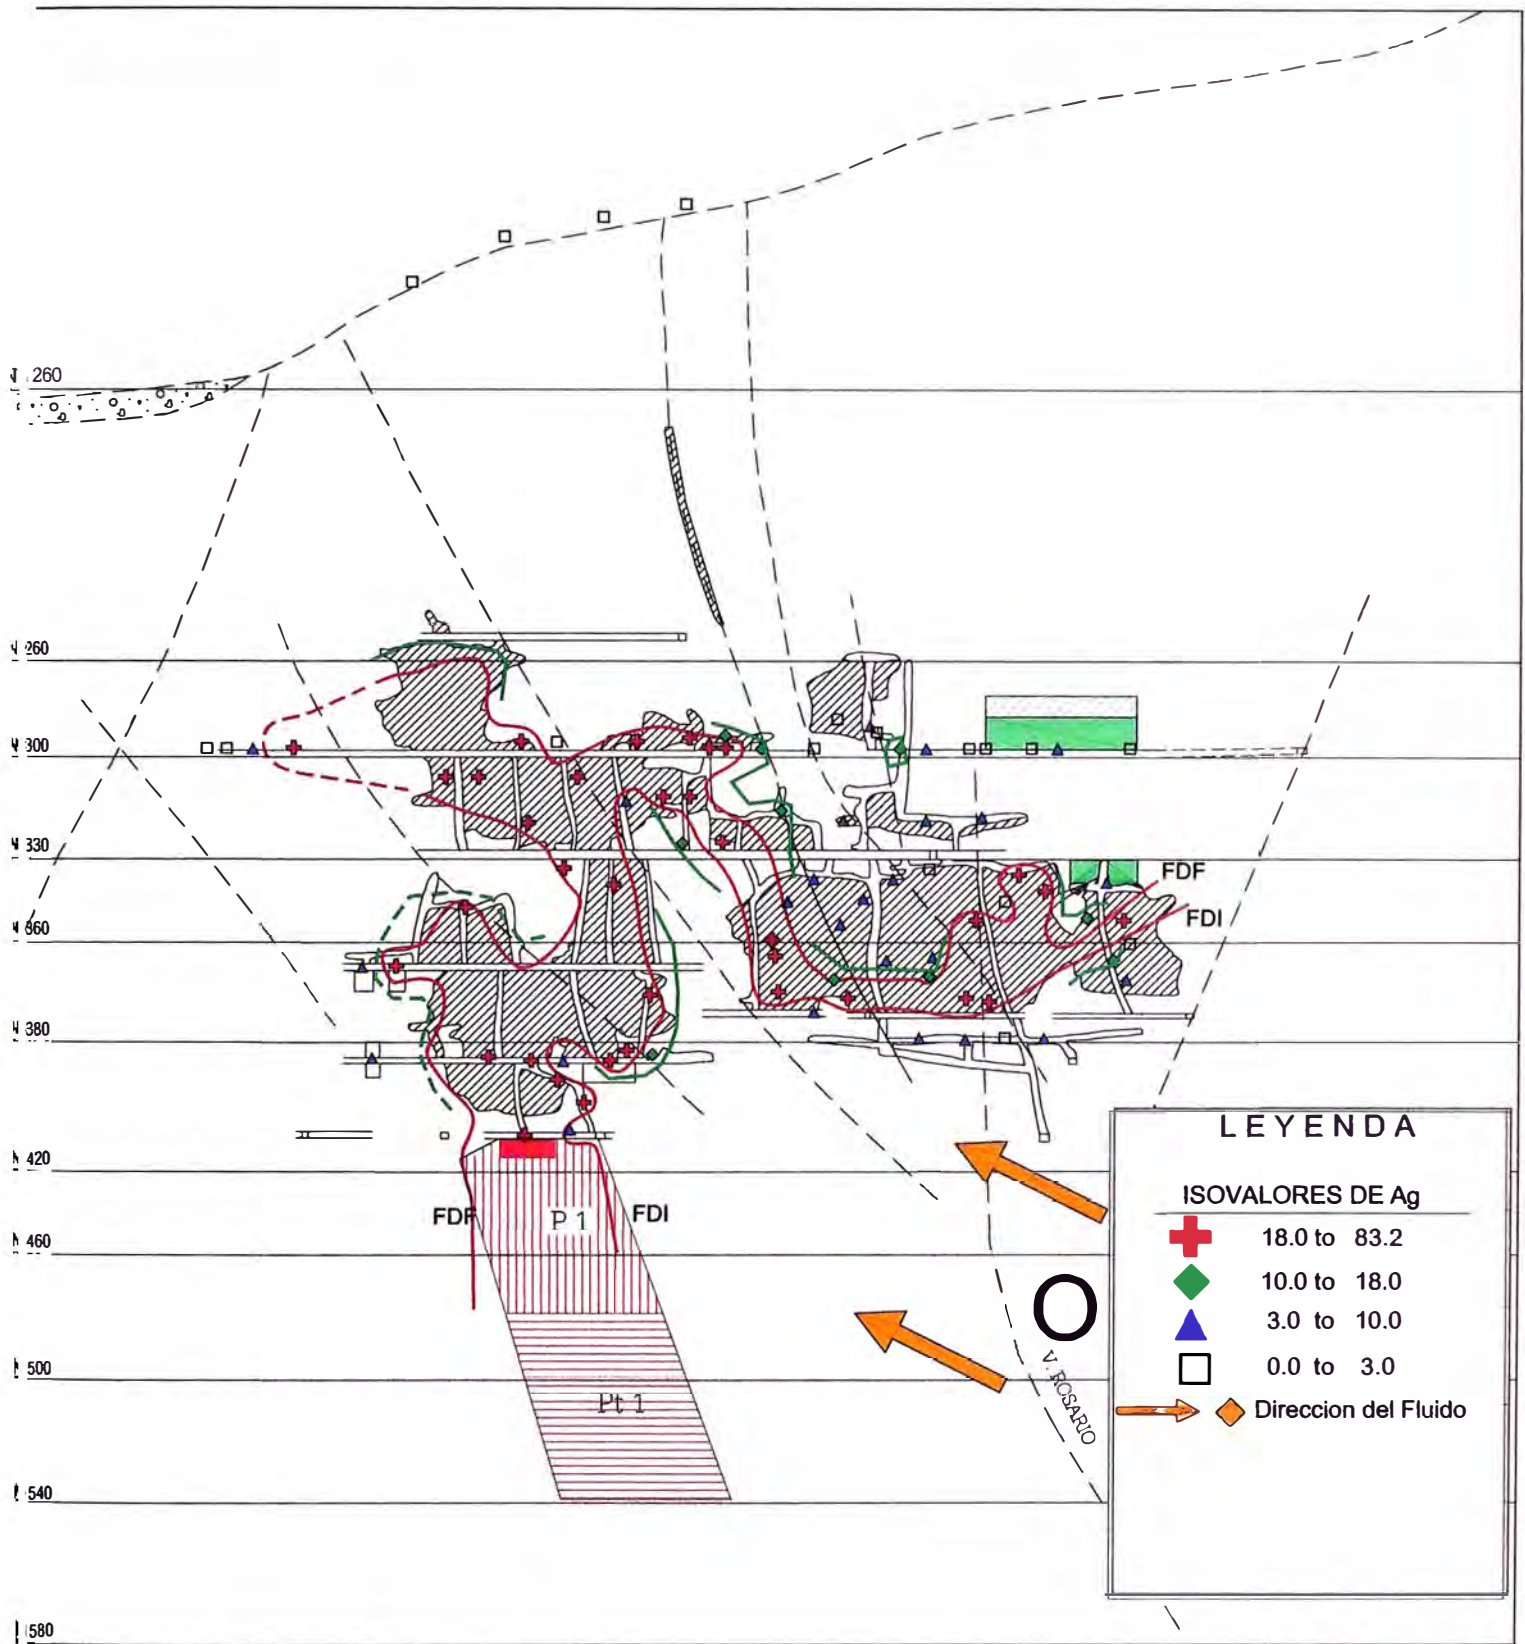 260
260
300
330
FDF
FDI
360
380
LEYENDA
420
ISOVALORES DE Ag
FDF
P 1
FDI
18.0 to 83.2
460
10.0 to 18.0
O
3.0 to 10.0
500
V. ROSARIO
0.0 to 3.0
Pt 1
Direccion del Fluido
540
580